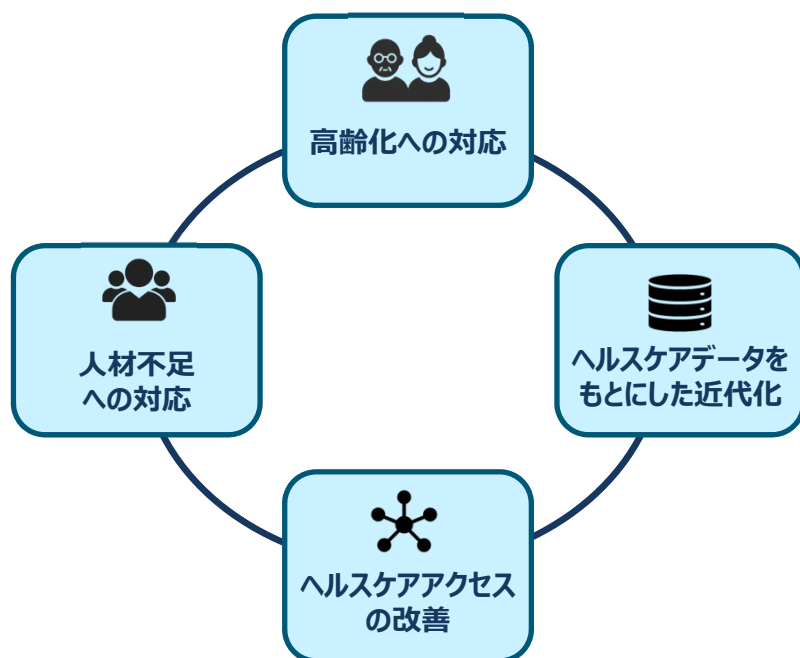 高齢化への対応
人材不足
への対応
ヘルスケアデータを
もとにした近代化
ヘルスケアアクセス
の改善